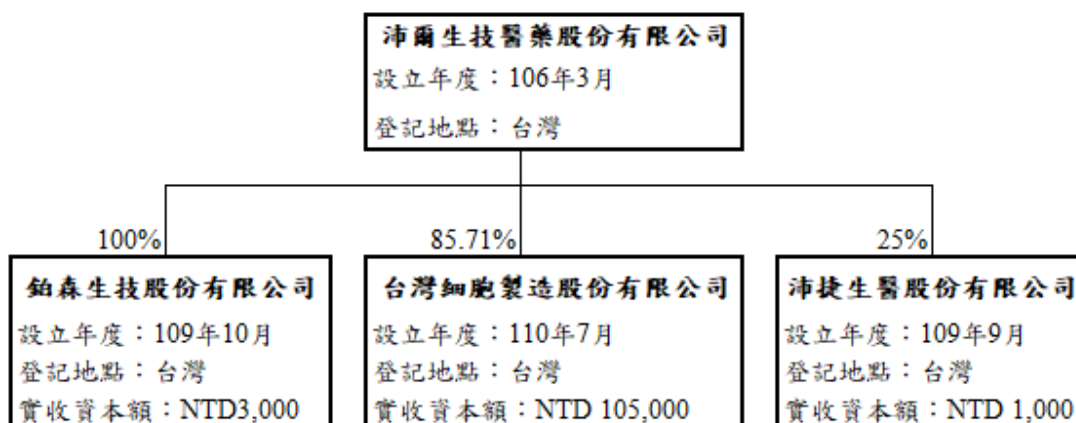 沛爾生技醫藥股份有限公司
設立年度：106年3月
登記地點：台灣
100%
85.71%
25%
鉑森生技股份有限公司
設立年度：109年10月
登記地點：台灣
實收資本額：NTD3,000
台灣細胞製造股份有限公司
設立年度：110年7月
登記地點：台灣
實收資本額：NTD 105,000
沛捷生醫股份有限公司
設立年度：109年9月
登記地點：台灣
實收資本額：NTD 1,000